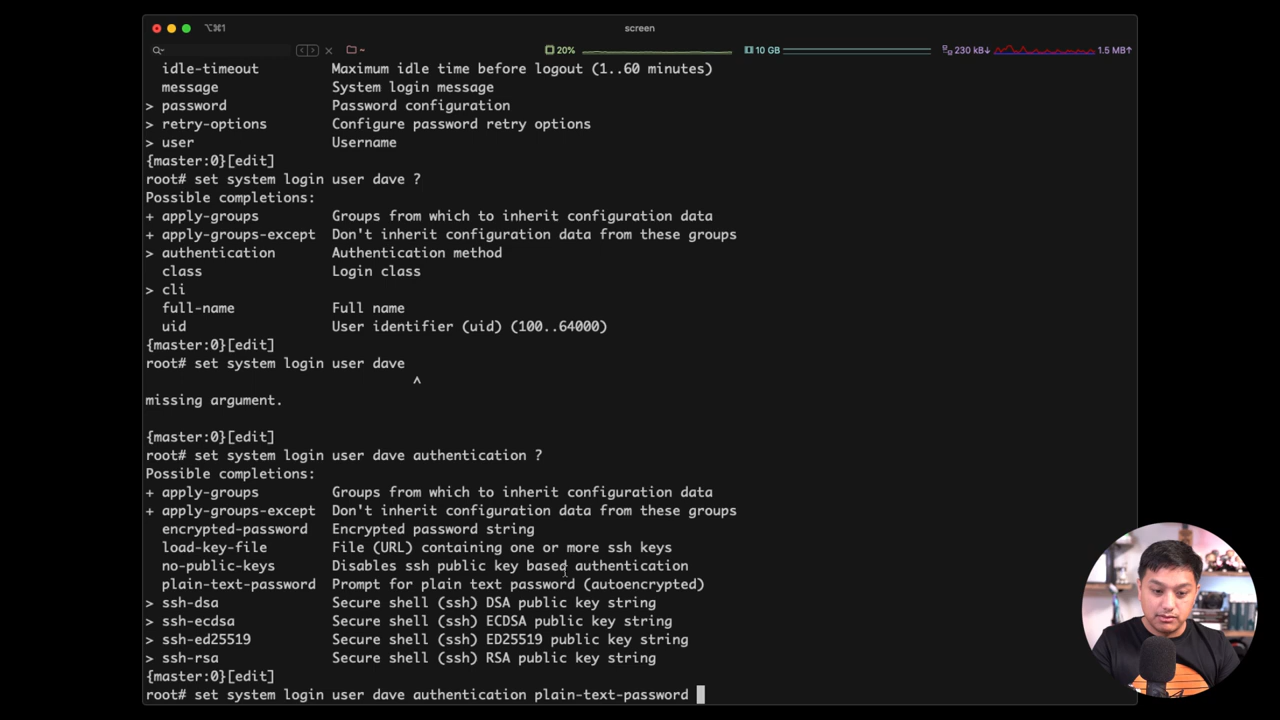 ⌥⌘1
screen
~
20%
10 GB
230 kB↓
1.5 MB↑
idle-timeout Maximum idle time before logout (1..60 minutes)
message System login message
> password Password configuration
> retry-options Configure password retry options
> user Username
{master:0}[edit]
root# set system login user dave ?
Possible completions:
+ apply-groups Groups from which to inherit configuration data
+ apply-groups-except Don't inherit configuration data from these groups
> authentication Authentication method
class Login class
> cli
full-name Full name
uid User identifier (uid) (100..64000)
{master:0}[edit]
root# set system login user dave
^
missing argument.
{master:0}[edit]
root# set system login user dave authentication ?
Possible completions:
+ apply-groups Groups from which to inherit configuration data
+ apply-groups-except Don't inherit configuration data from these groups
encrypted-password Encrypted password string
load-key-file File (URL) containing one or more ssh keys
no-public-keys Disables ssh public key based authentication
plain-text-password Prompt for plain text password (autoencrypted)
> ssh-dsa Secure shell (ssh) DSA public key string
> ssh-ecdsa Secure shell (ssh) ECDSA public key string
> ssh-ed25519 Secure shell (ssh) ED25519 public key string
> ssh-rsa Secure shell (ssh) RSA public key string
{master:0}[edit]
root# set system login user dave authentication plain-text-password